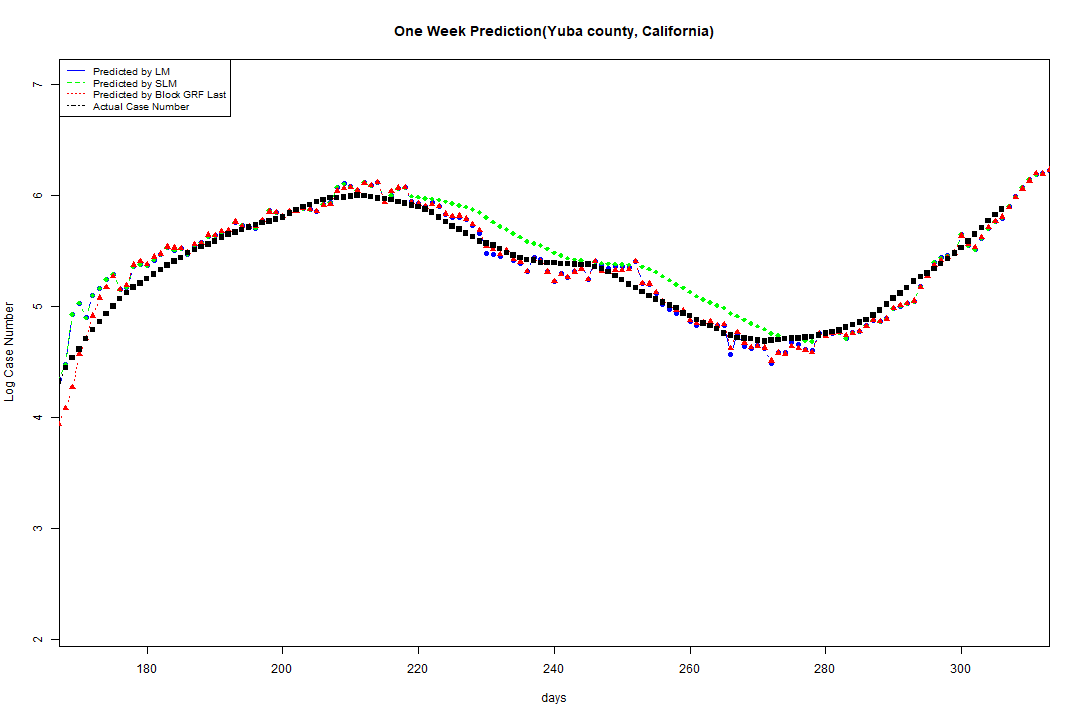 One Week Prediction(Yuba county, California)
Predicted by LM
Predicted by SLM
Predicted by Block GRF Last
Actual Case Number
7
6
5
4
3
2
Log Case Number
180 200 220 240 260 280 300
days